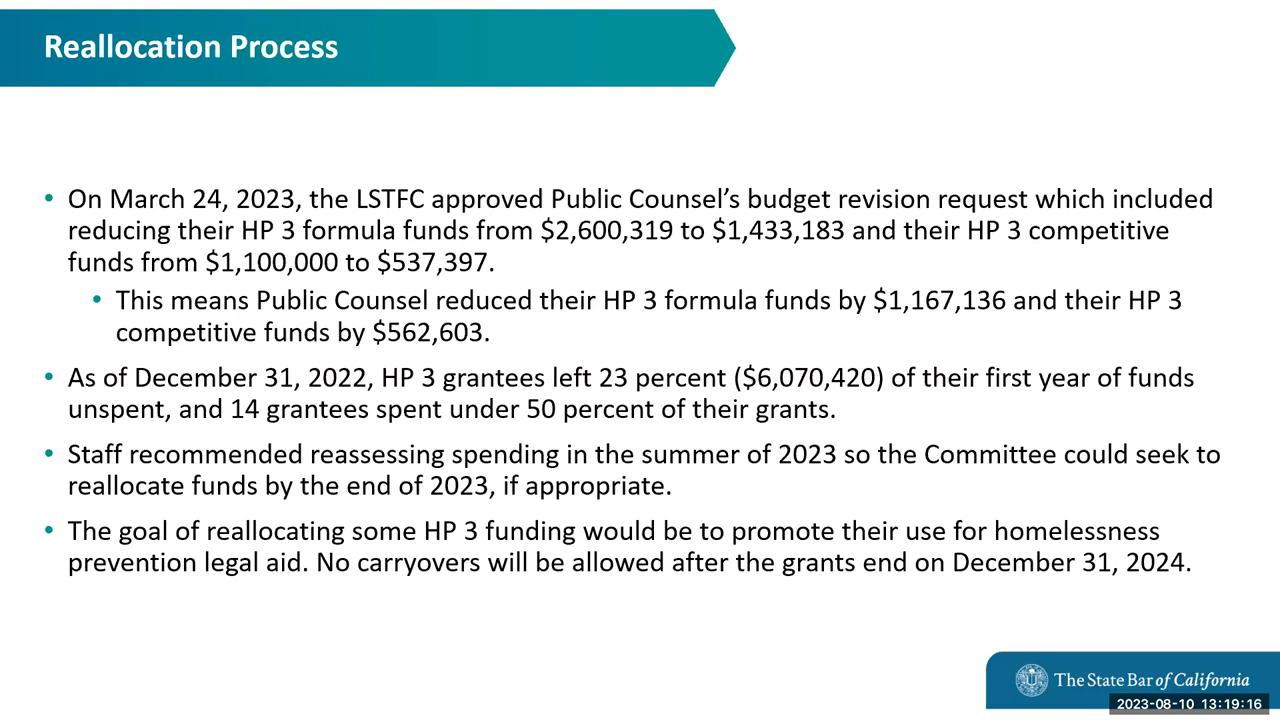 Reallocation Process
• On March 24, 2023, the LSTFC approved Public Counsel’s budget revision request which included
reducing their HP 3 formula funds from $2,600,319 to $1,433,183 and their HP 3 competitive
funds from $1,100,000 to $537,397.
• This means Public Counsel reduced their HP 3 formula funds by $1,167,136 and their HP 3
competitive funds by $562,603.
• As of December 31, 2022, HP 3 grantees left 23 percent ($6,070,420) of their first year of funds
unspent, and 14 grantees spent under 50 percent of their grants.
• Staff recommended reassessing spending in the summer of 2023 so the Committee could seek to
reallocate funds by the end of 2023, if appropriate.
• The goal of reallocating some HP 3 funding would be to promote their use for homelessness
prevention legal aid. No carryovers will be allowed after the grants end on December 31, 2024.
The State Bar of California
2023-08-10 13:19:16